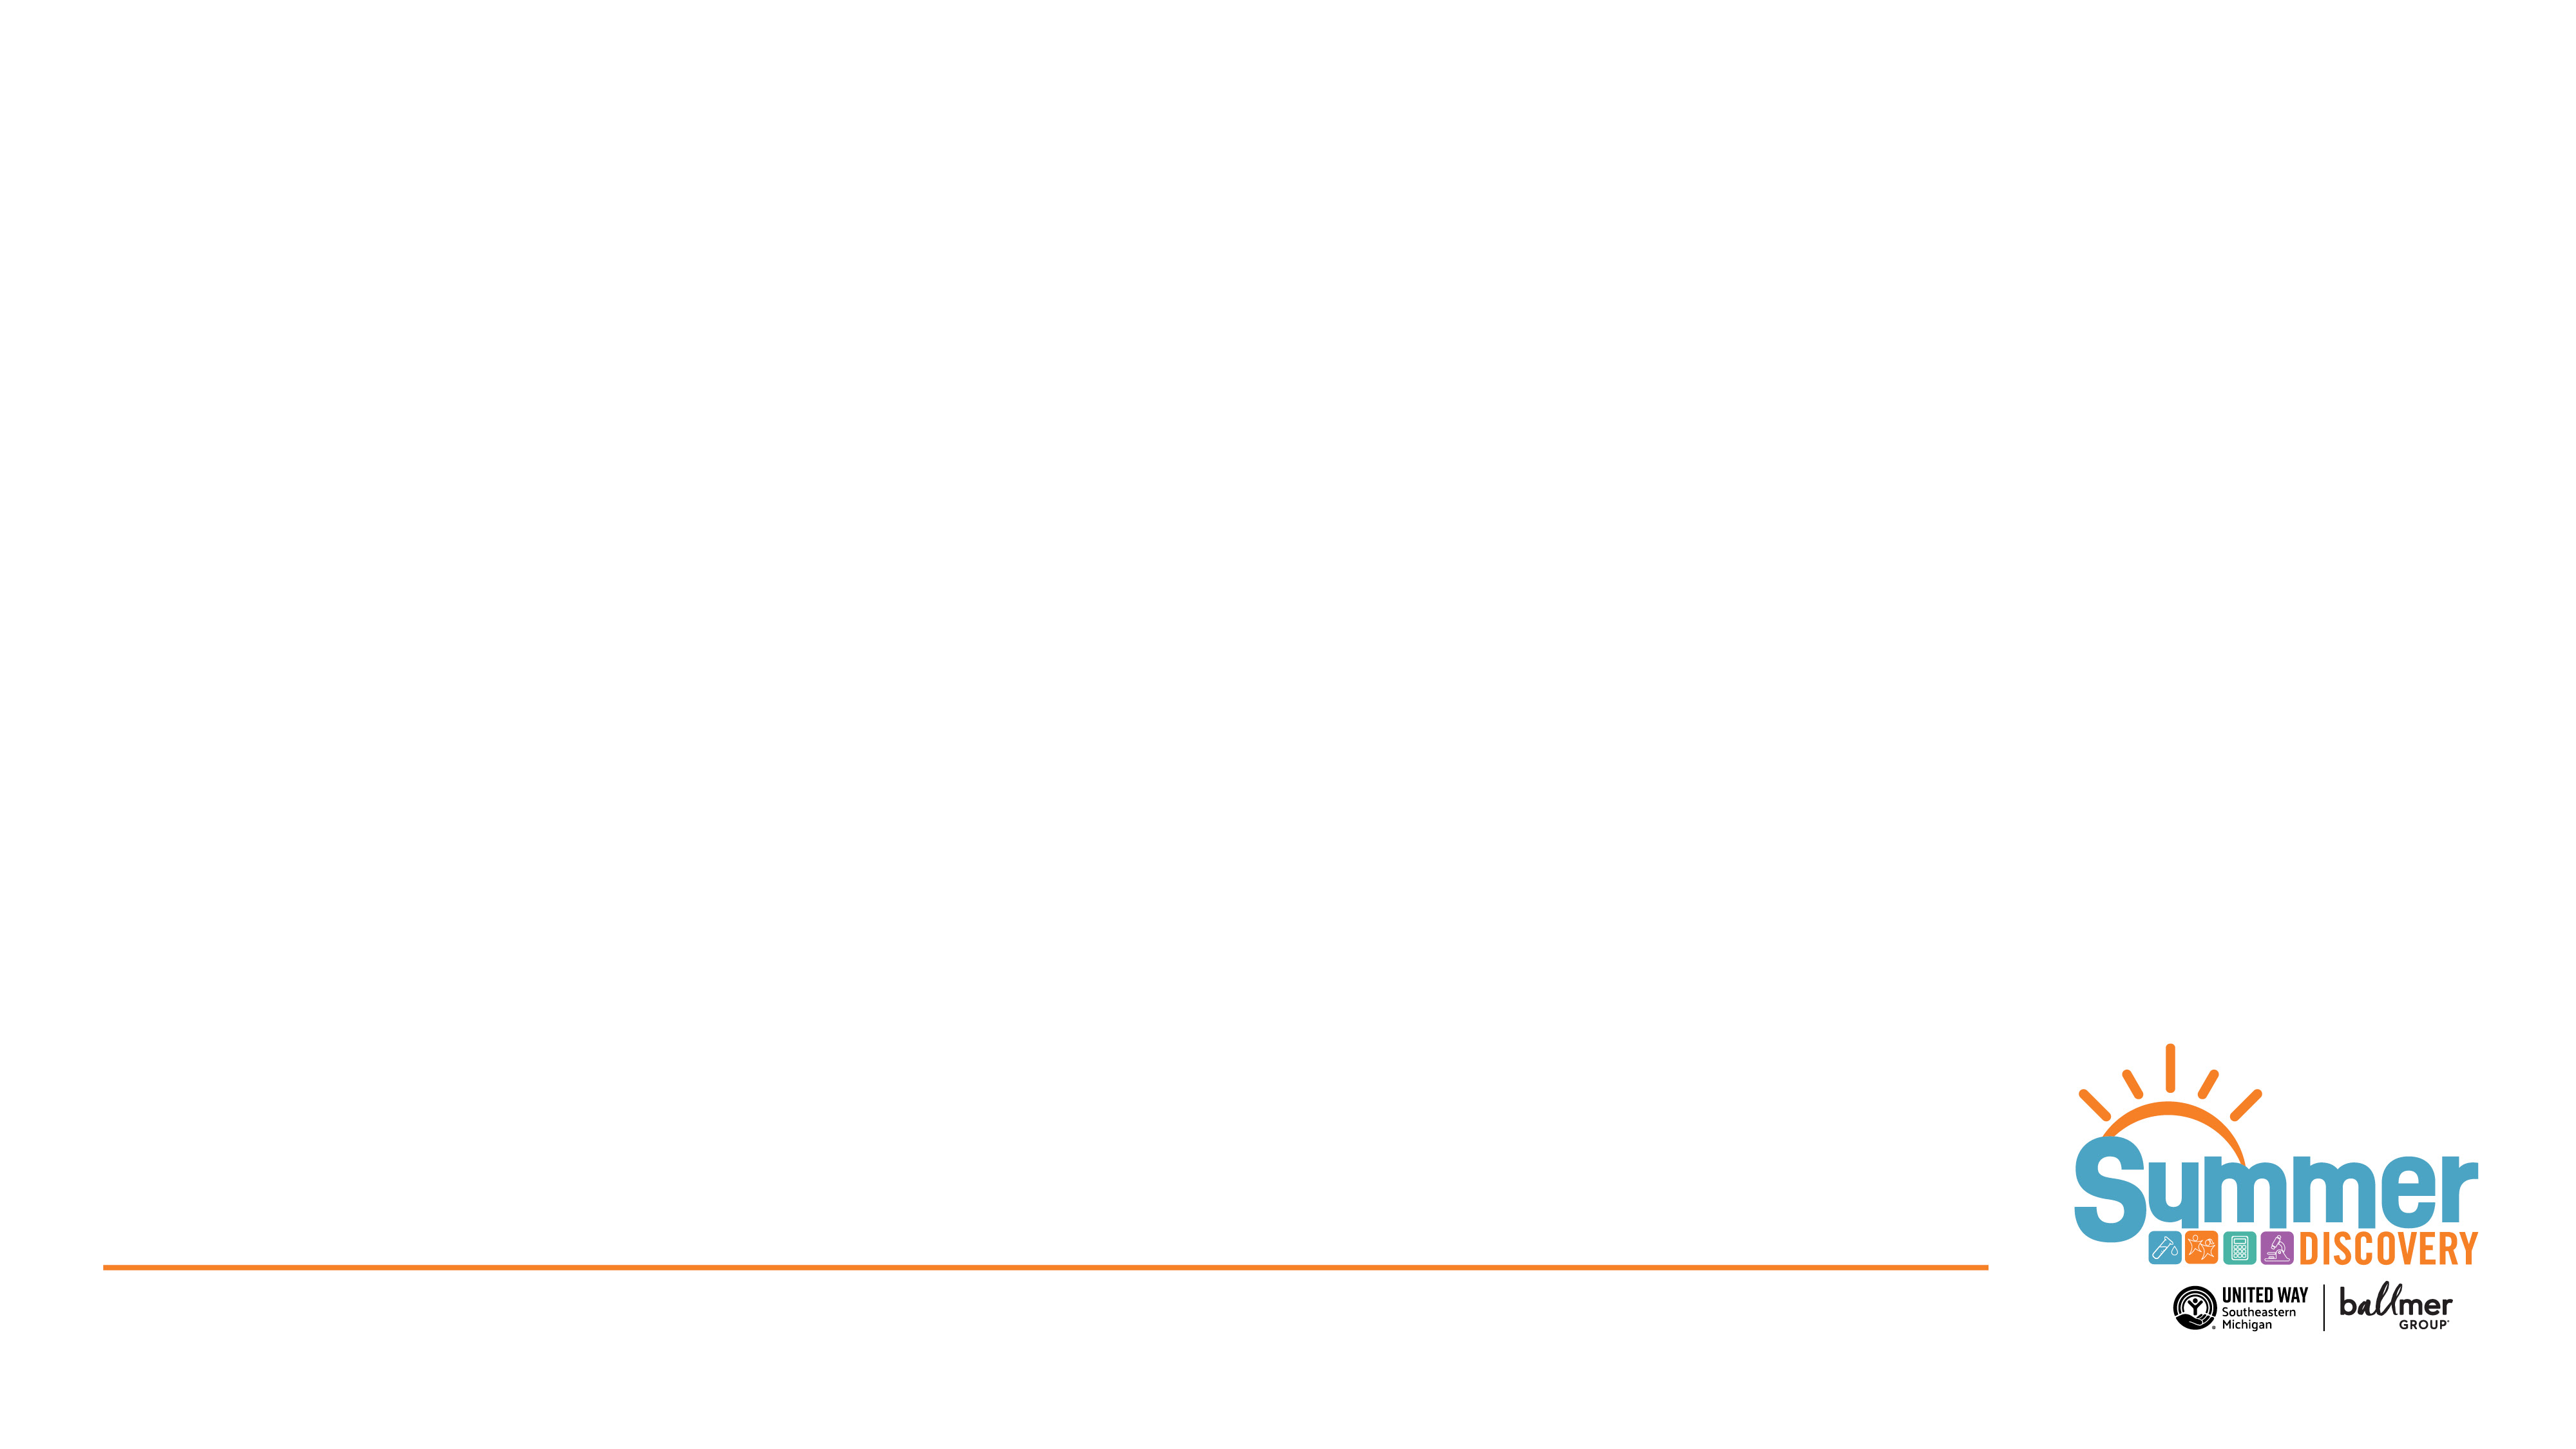 Summer
DISCOVERY
UNITED WAY
Southeastern
Michigan
ballmer
GROUP